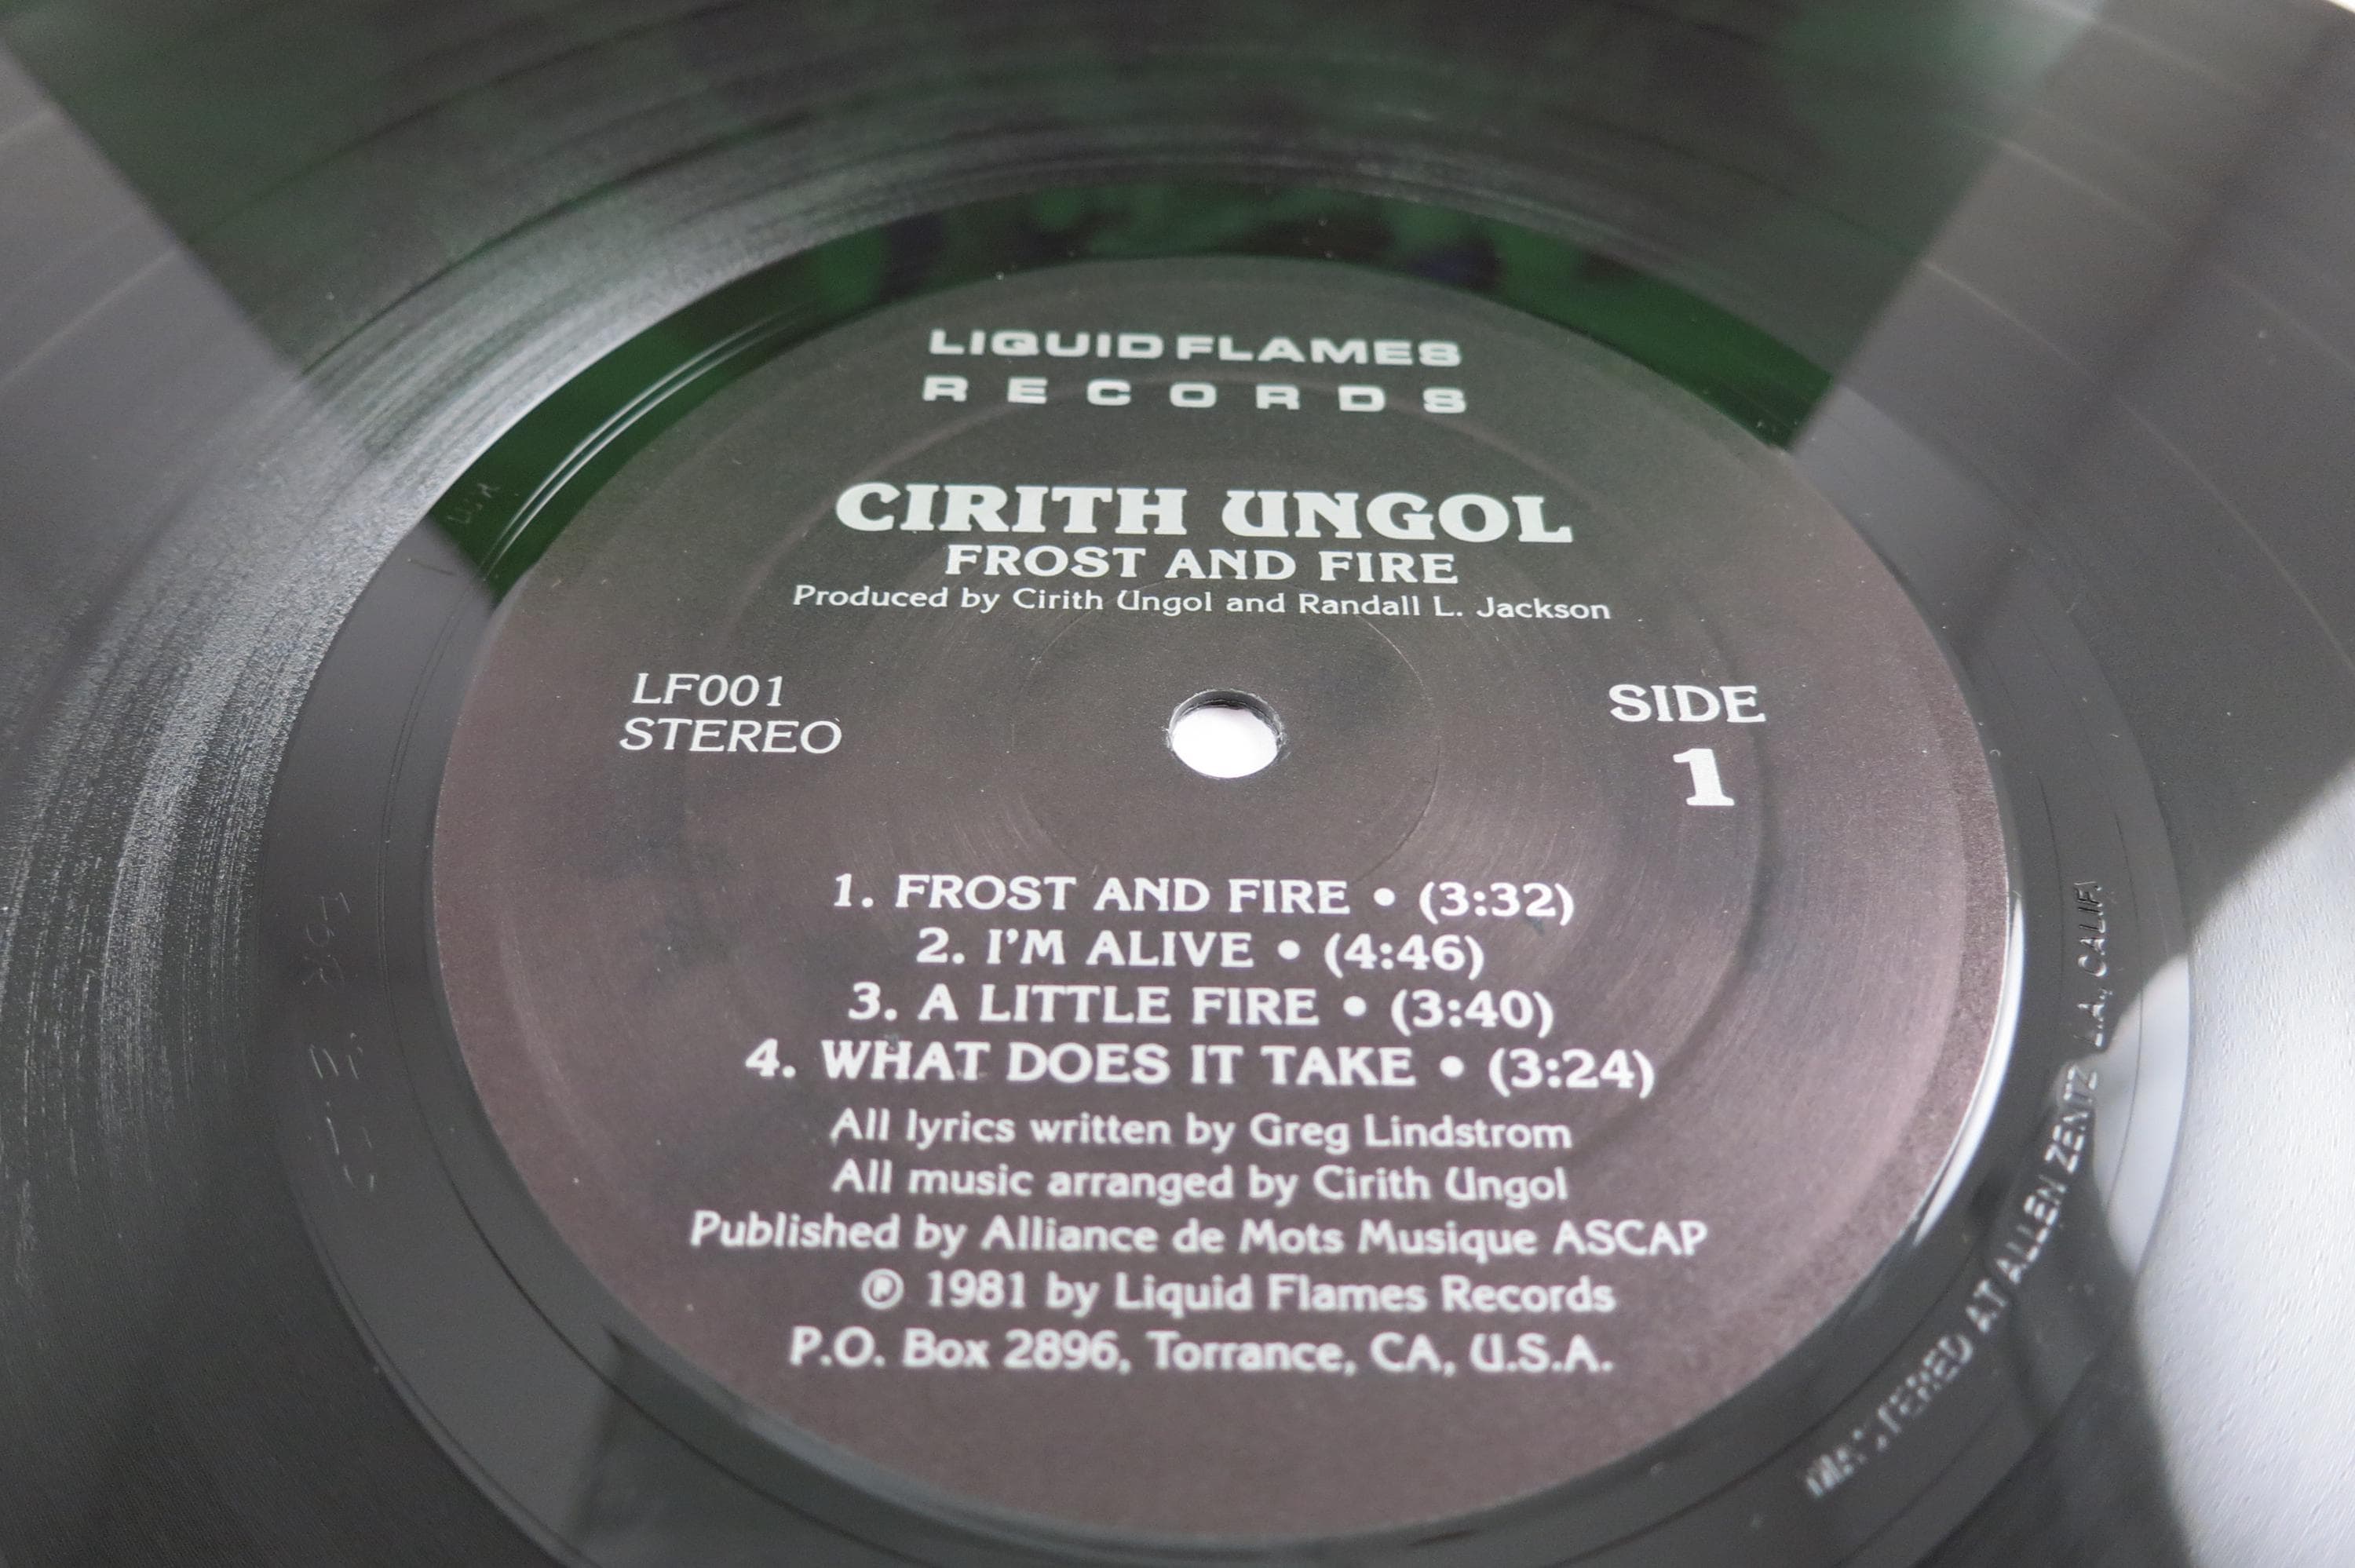 LIQUID FLAMES
RECORDS
CIRITH UNGOL
FROST AND FIRE
Produced by Cirith Ungol and Randall L. Jackson
LF001
STEREO
SIDE
1
1. FROST AND FIRE • (3:32)
2. I'M ALIVE • (4:46)
3. A LITTLE FIRE • (3:40)
4. WHAT DOES IT TAKE • (3:24)
All lyrics written by Greg Lindstrom
All music arranged by Cirith Ungol
Published by Alliance de Mots Musique ASCAP
℗ 1981 by Liquid Flames Records
P.O. Box 2896, Torrance, CA, U.S.A.
MASTERED AT ALLEN ZENTZ L.A., CALIF.